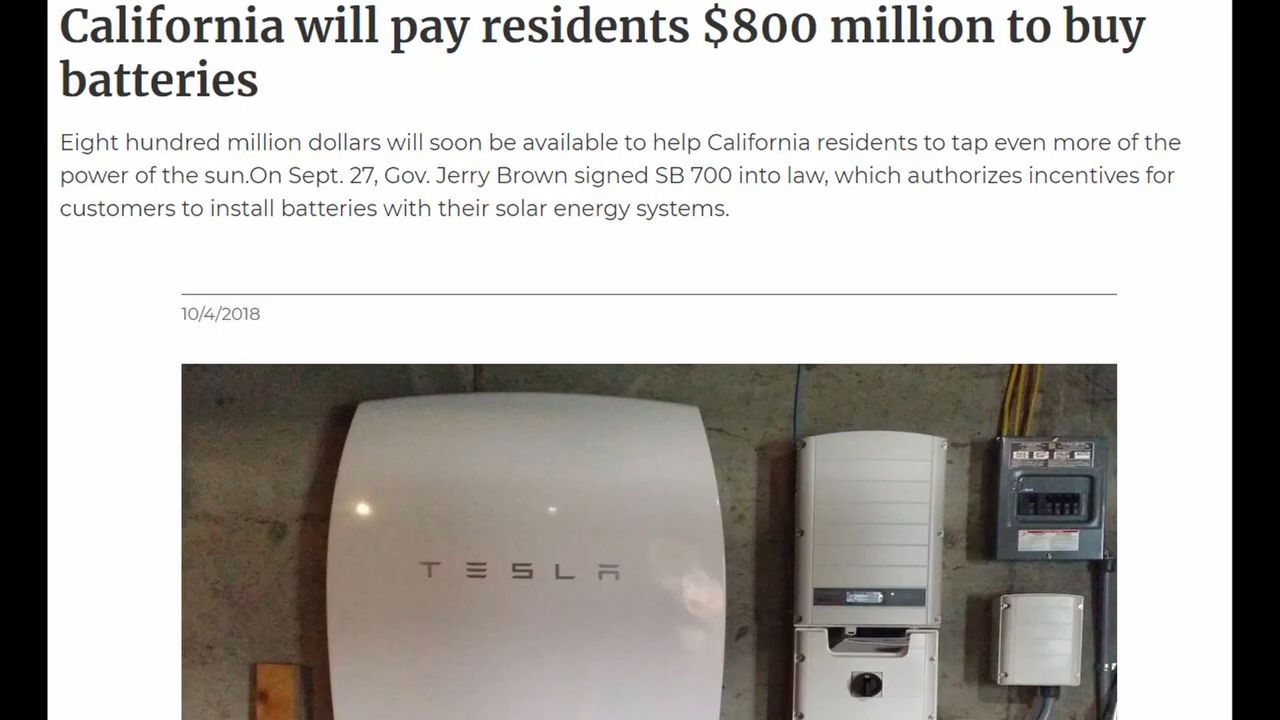 California will pay residents $800 million to buy
batteries
Eight hundred million dollars will soon be available to help California residents to tap even more of the
power of the sun.On Sept. 27, Gov. Jerry Brown signed SB 700 into law, which authorizes incentives for
customers to install batteries with their solar energy systems.
10/4/2018
TESLA